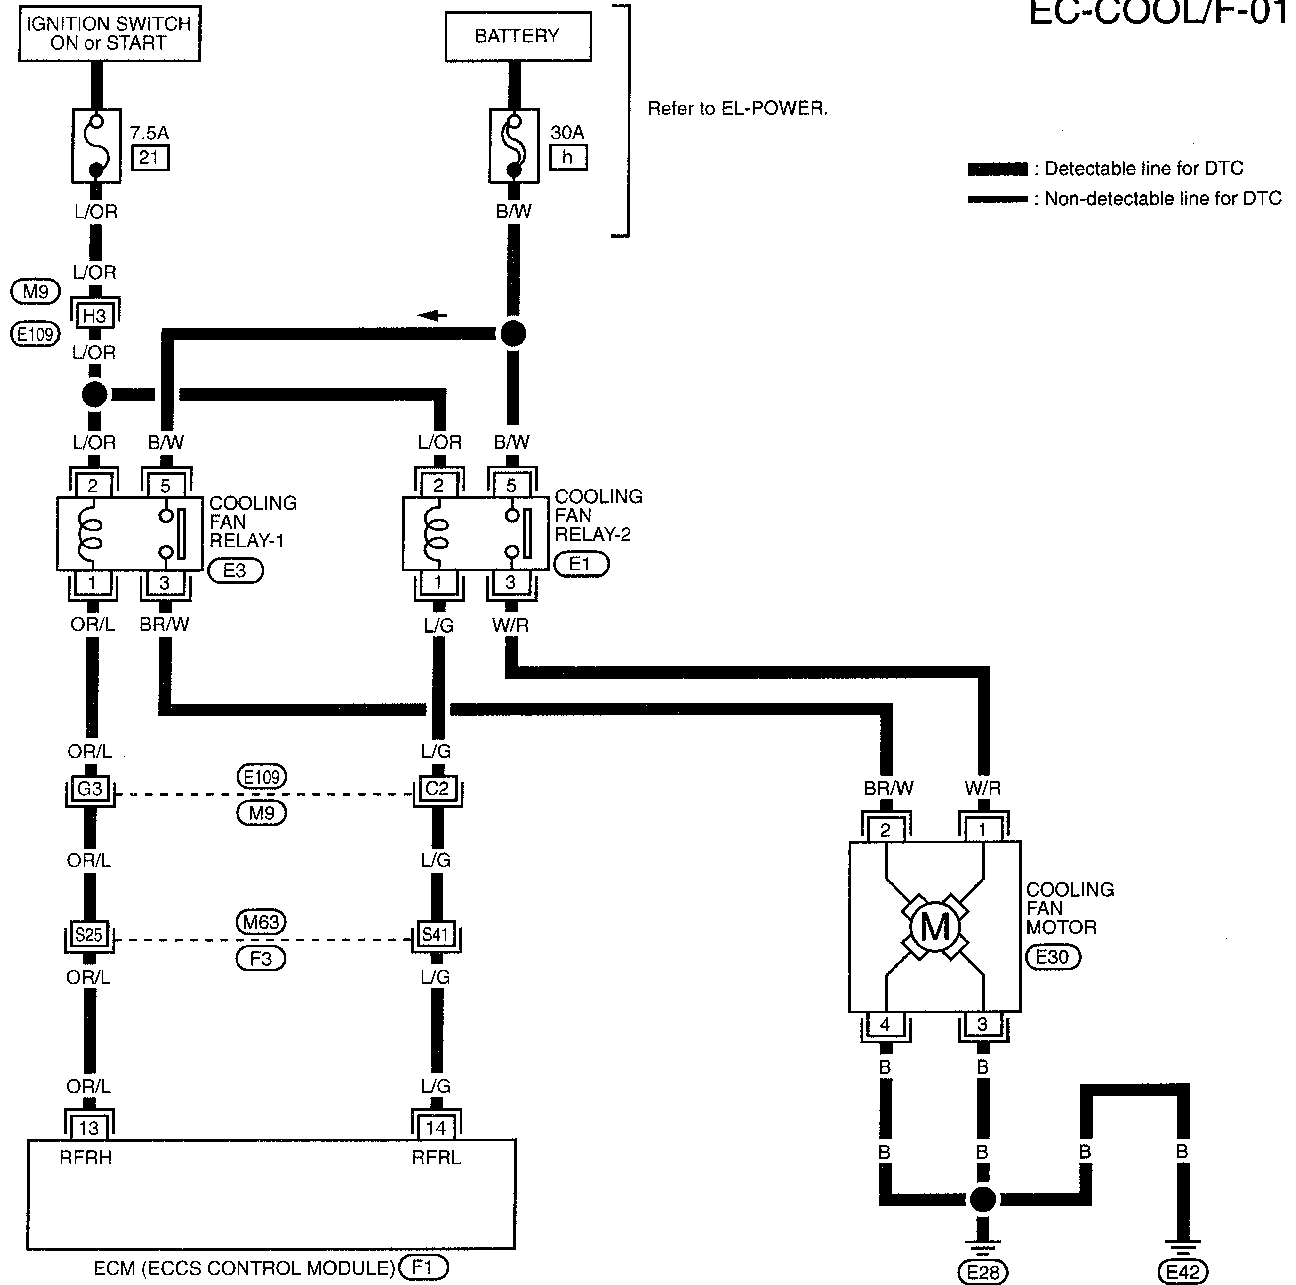 EC-COOL/F-01
IGNITION SWITCH
ON or START
BATTERY
Refer to EL-POWER.
7.5A
21
30A
h
: Detectable line for DTC
: Non-detectable line for DTC
L/OR
B/W
L/OR
M9
H3
E109
L/OR
L/OR
B/W
L/OR
B/W
2
5
2
5
COOLING
FAN
RELAY-1
E3
COOLING
FAN
RELAY-2
E1
1
3
1
3
OR/L
BR/W
L/G
W/R
OR/L
L/G
G3
E109
M9
C2
BR/W
W/R
2
1
OR/L
L/G
M
COOLING
FAN
MOTOR
E30
S25
M63
F3
S41
OR/L
L/G
4
3
B
B
OR/L
L/G
13
14
RFRH
RFRL
B
B
B
B
ECM (ECCS CONTROL MODULE)
F1
E28
E42